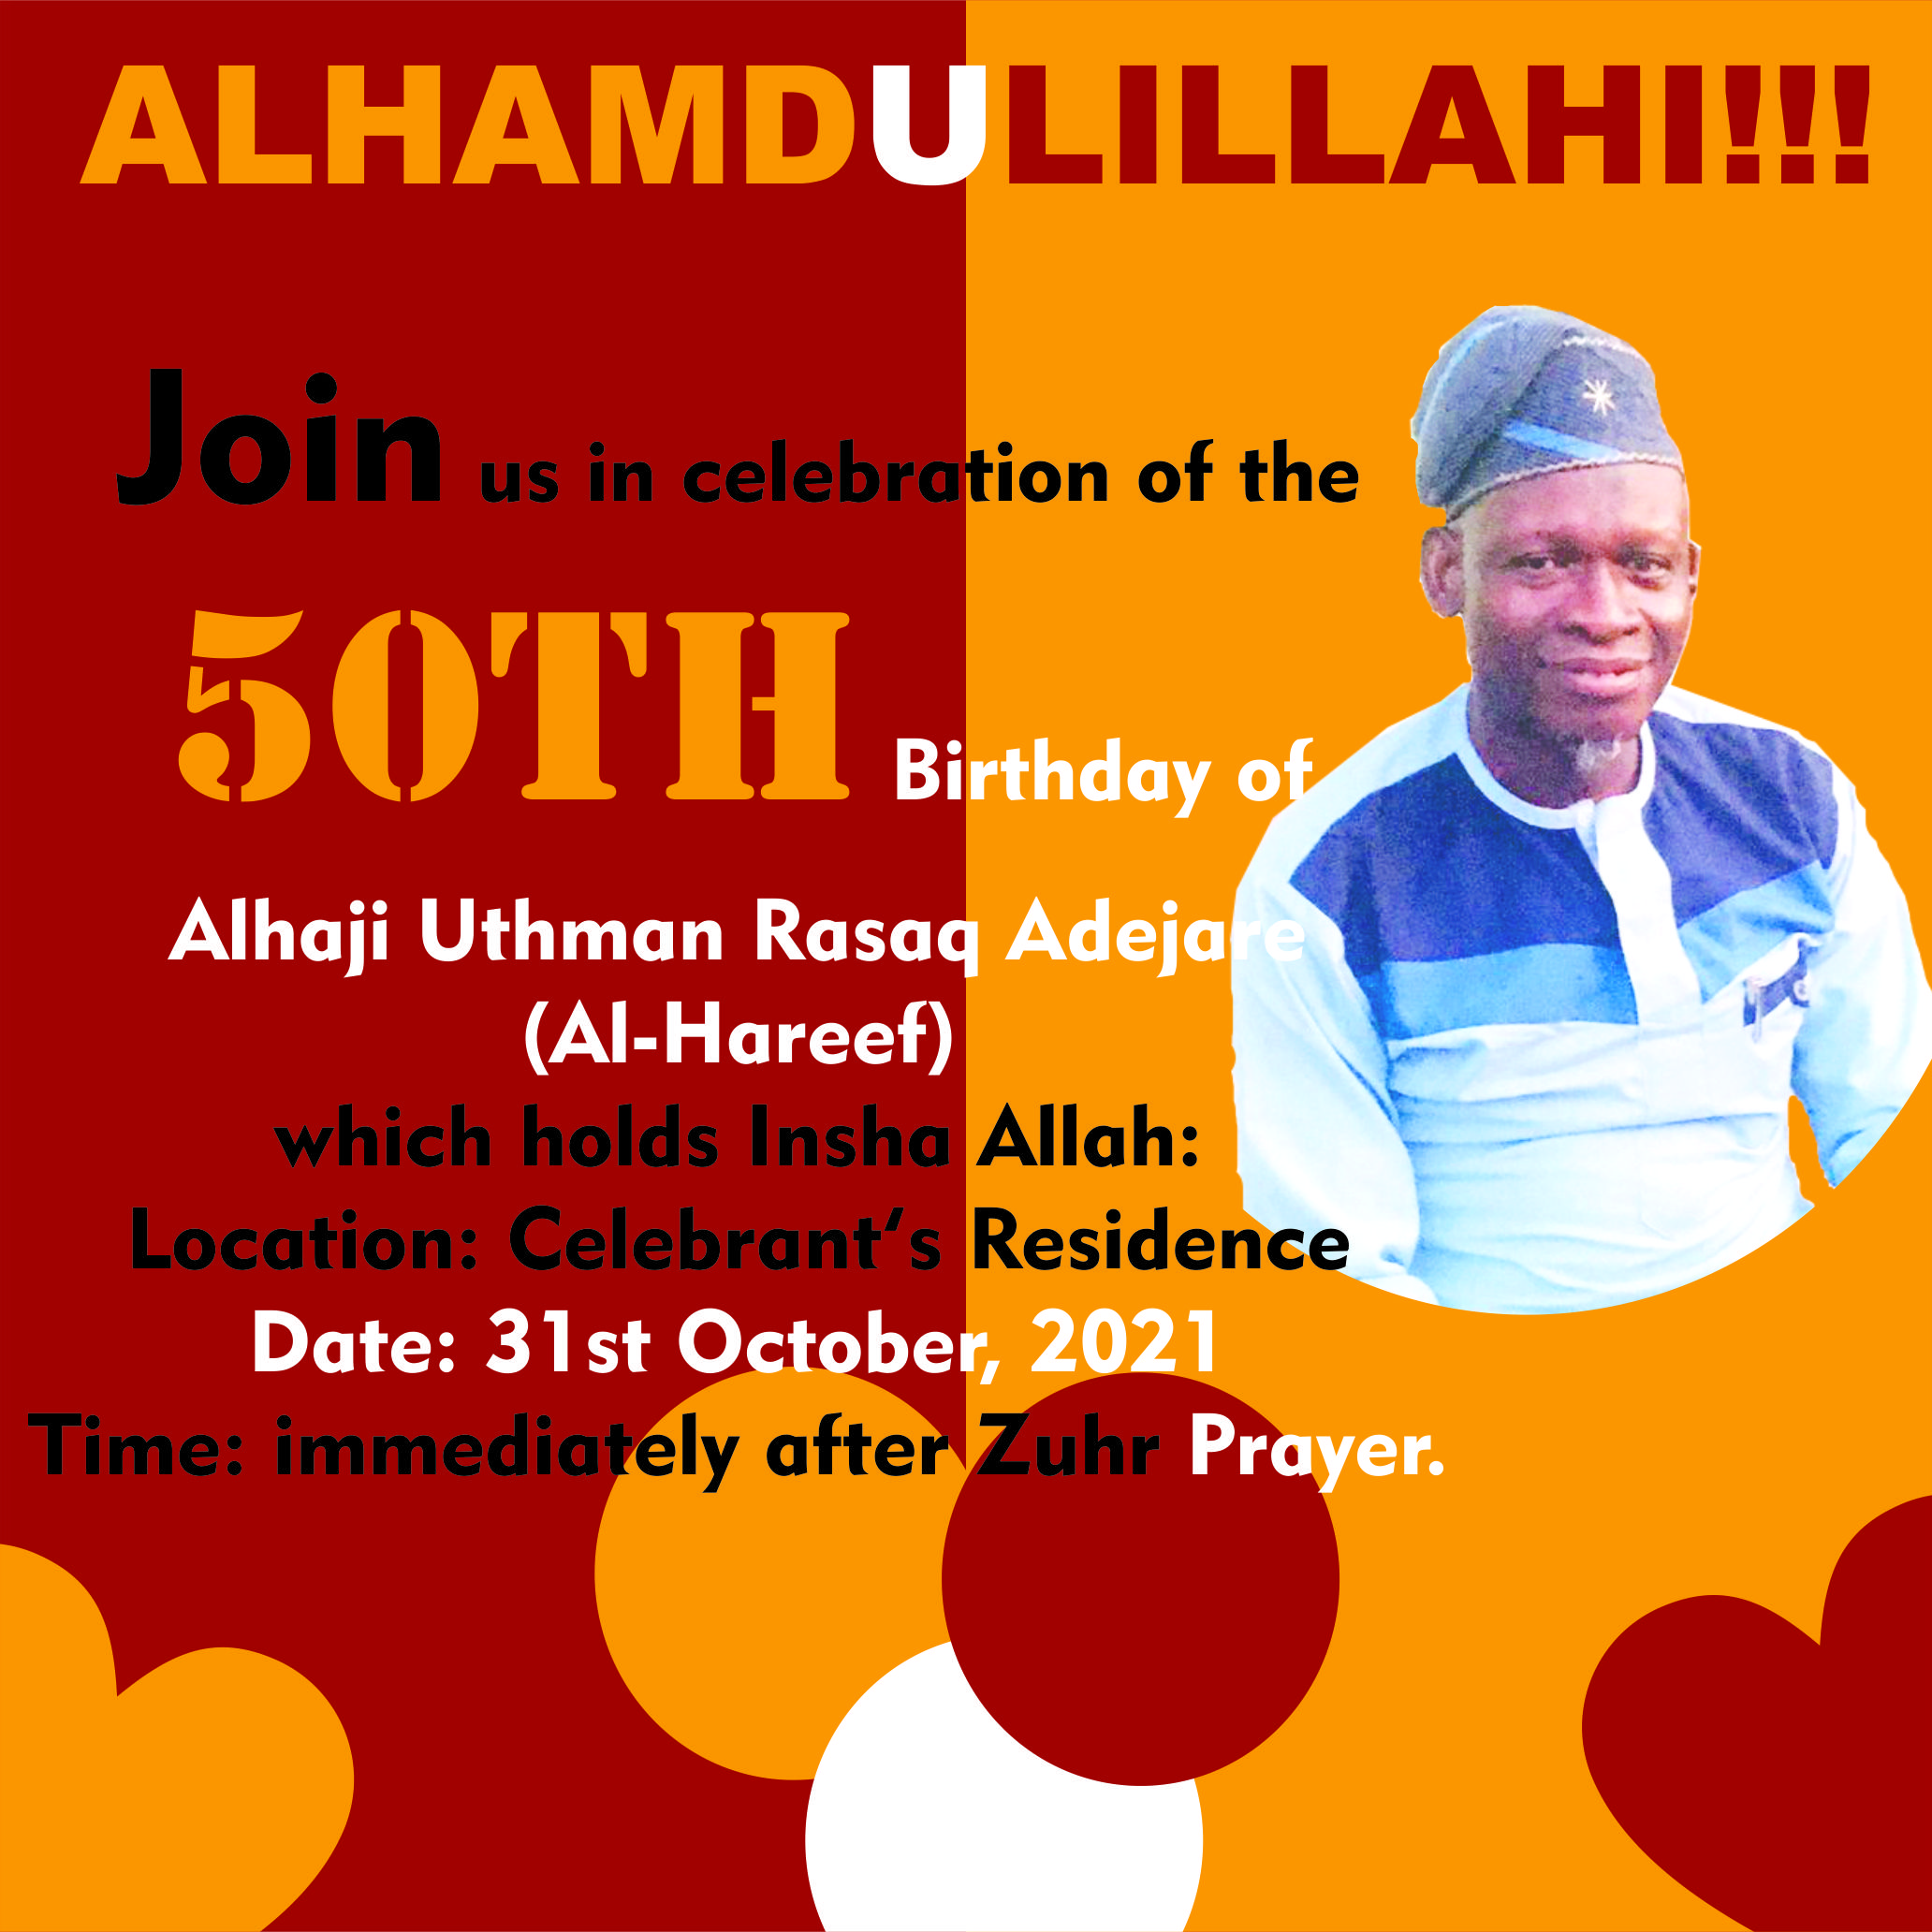 ALHAMDULILLAHI!!!
Join us in celebration of the
50TH Birthday of
Alhaji Uthman Rasaq Adejare
(Al-Hareef)
which holds Insha Allah:
Location: Celebrant‘s Residence
Date: 31st October, 2021
Time: immediately after Zuhr Prayer.